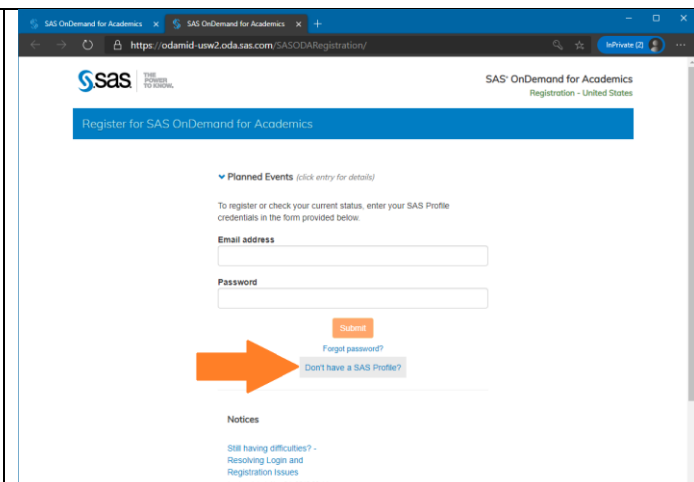 SAS OnDemand for Academics
SAS OnDemand for Academics
https://odamid-usw2.oda.sas.com/SASODARegistration/
InPrivate (2)
sas THE POWER TO KNOW.
SAS® OnDemand for Academics
Registration - United States
Register for SAS OnDemand for Academics
Planned Events (click entry for details)
To register or check your current status, enter your SAS Profile
credentials in the form provided below.
Email address
Password
Submit
Forgot password?
Don't have a SAS Profile?
Notices
Still having difficulties? -
Resolving Login and
Registration Issues